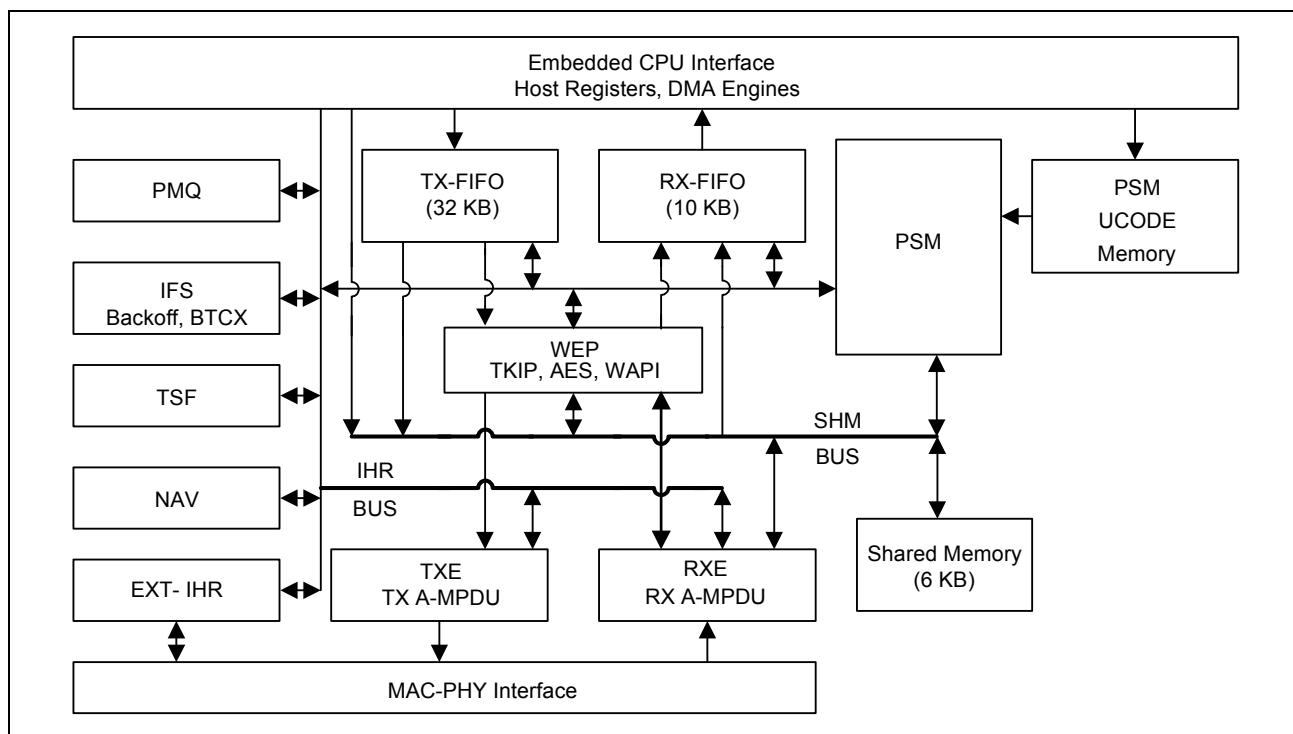 Embedded CPU Interface
Host Registers, DMA Engines
PMQ
TX-FIFO
(32 KB)
RX-FIFO
(10 KB)
PSM
PSM
UCODE
Memory
IFS
Backoff, BTCX
WEP
TKIP, AES, WAPI
TSF
SHM
BUS
IHR
BUS
NAV
Shared Memory
(6 KB)
EXT- IHR
TXE
TX A-MPDU
RXE
RX A-MPDU
MAC-PHY Interface